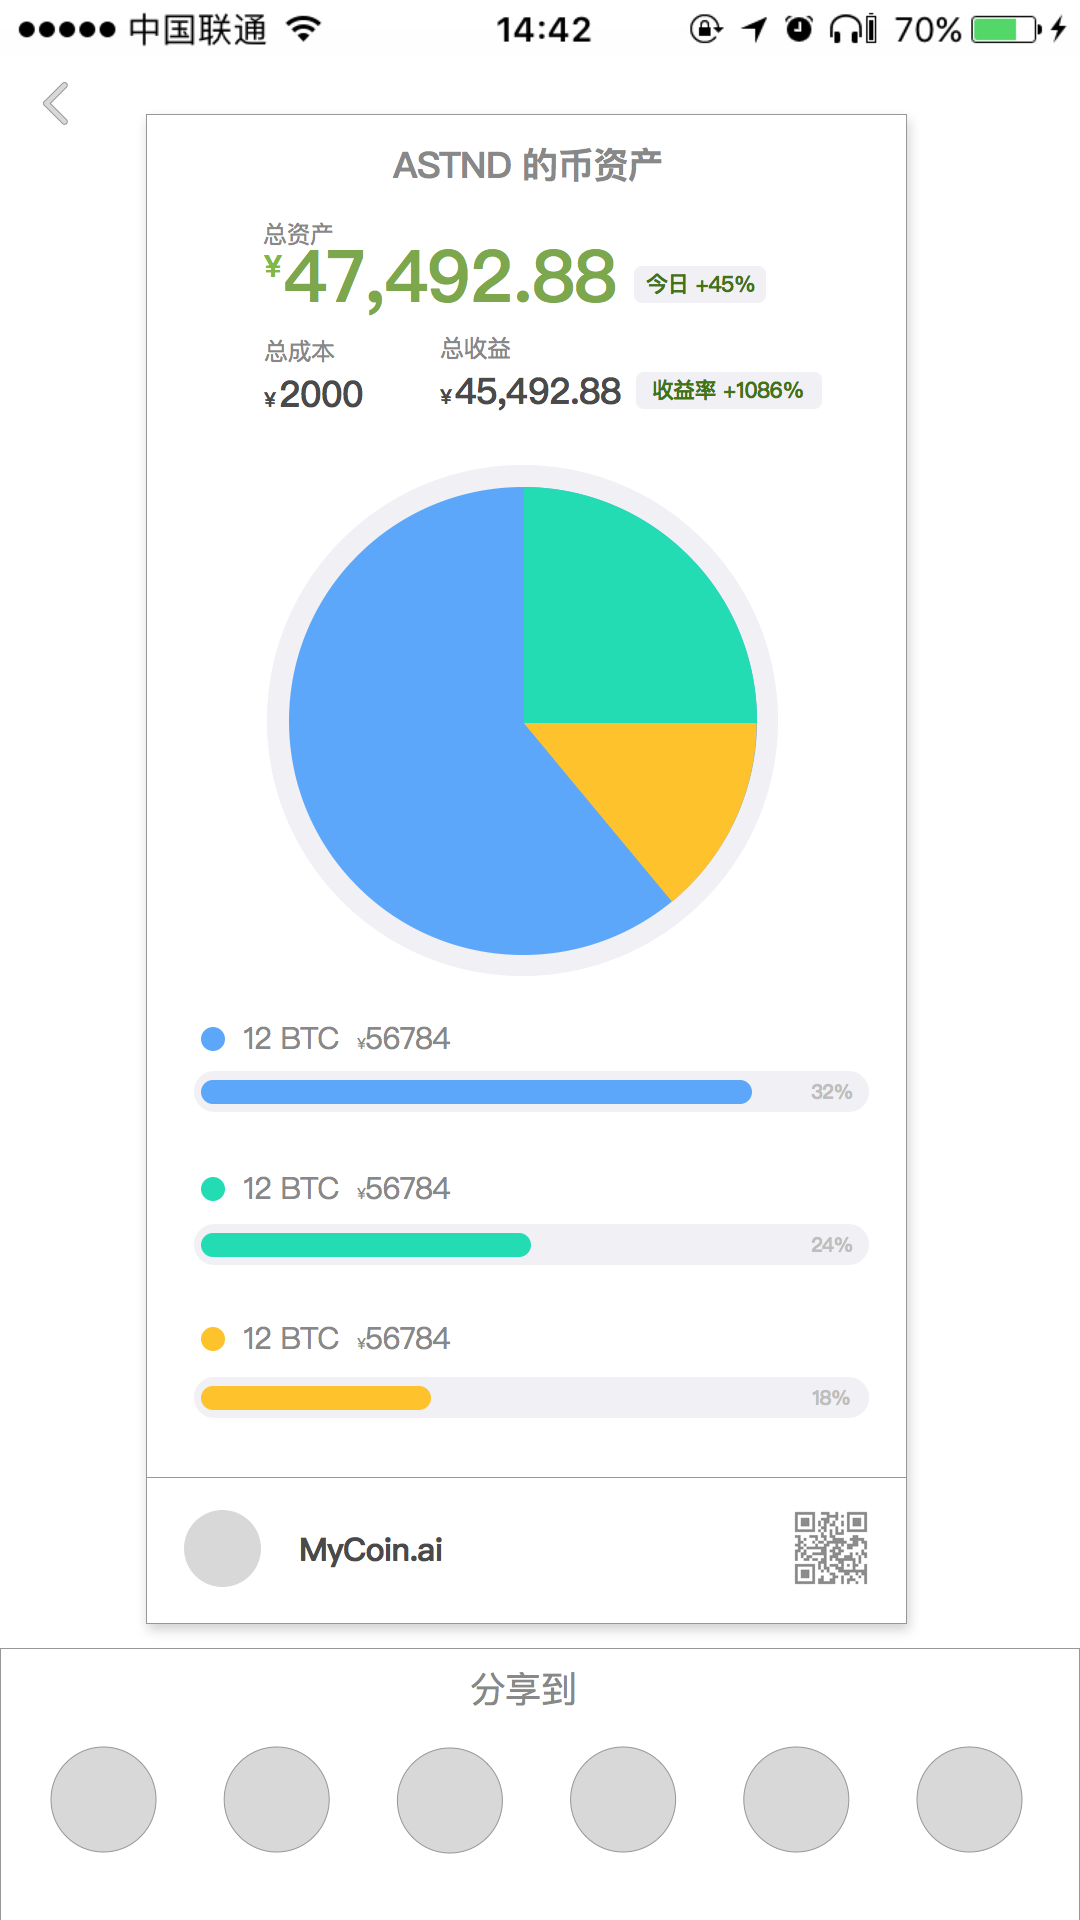 中国联通 14:42 70%
ASTND 的币资产
总资产
¥47,492.88 今日 +45%
总成本 总收益
¥2000 ¥45,492.88 收益率 +1086%
12 BTC ¥56784
32%
12 BTC ¥56784
24%
12 BTC ¥56784
18%
MyCoin.ai
分享到